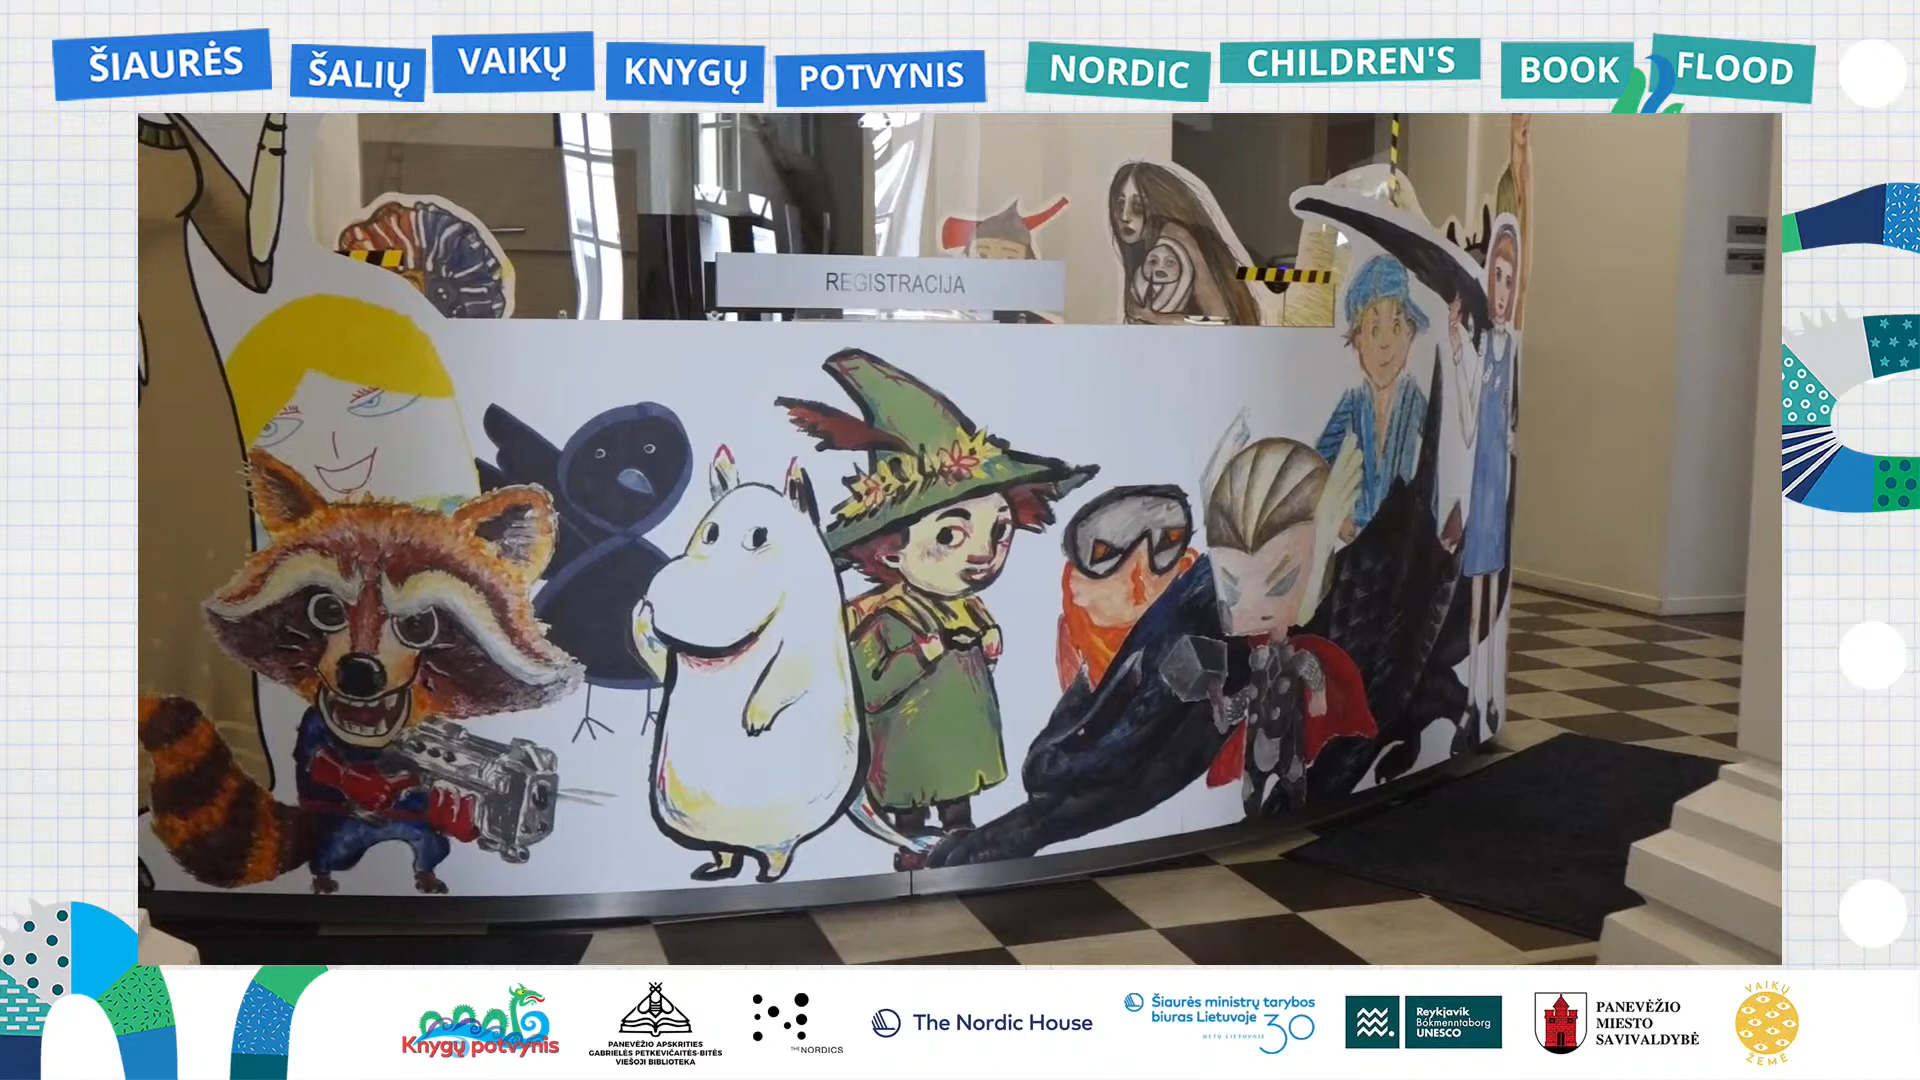 ŠIAURĖS ŠALIŲ VAIKŲ KNYGŲ POTVYNIS
NORDIC CHILDREN'S BOOK FLOOD
REGISTRACIJA
Knygų potvynis
PANEVĖŽIO APSKRITIES
GABRIELĖS PETKEVIČAITĖS-BITĖS
VIEŠOJI BIBLIOTEKA
THE NORDICS
The Nordic House
Šiaurės ministrų tarybos
biuras Lietuvoje
METŲ LIETUVOJE
30
Reykjavík
Bókmenntaborg
UNESCO
PANEVĖŽIO
MIESTO
SAVIVALDYBĖ
VAIKŲ
ŽEMĖ